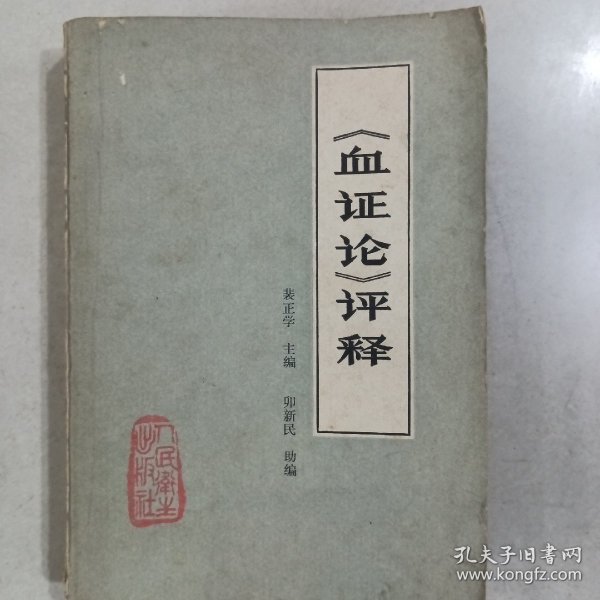 《血证论》评释
裴正学 主编 卯新民 助编
人民卫生
出版社
孔夫子旧书网
www.kongfz.com